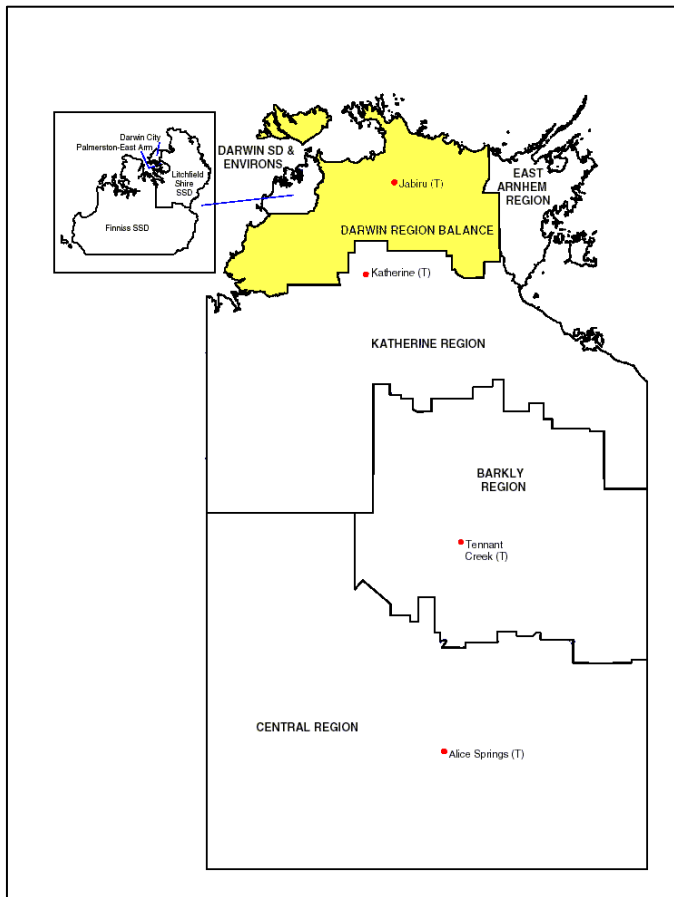 Darwin City
Palmerston-East Arm
Litchfield
Shire
SSD
Finniss SSD
DARWIN SD &
ENVIRONS
EAST
ARNHEM
REGION
Jabiru (T)
DARWIN REGION BALANCE
Katherine (T)
KATHERINE REGION
BARKLY
REGION
Tennant
Creek (T)
CENTRAL REGION
Alice Springs (T)